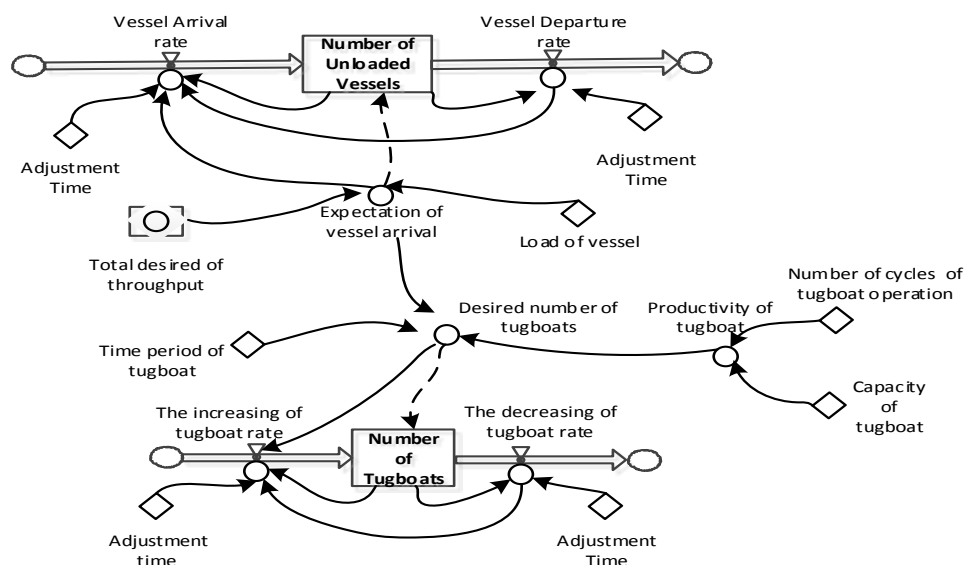 Vessel Arrival
rate
Number of
Unloaded
Vessels
Vessel Departure
rate
Adjustment
Time
Adjustment
Time
Expectation of
vessel arrival
Load of vessel
Total desired of
throughput
Number of cycles of
tugboat operation
Desired number of
tugboats
Productivity of
tugboat
Time period of
tugboat
Capacity
of
tugboat
The increasing of
tugboat rate
Number
of
Tugboats
The decreasing of
tugboat rate
Adjustment
time
Adjustment
Time